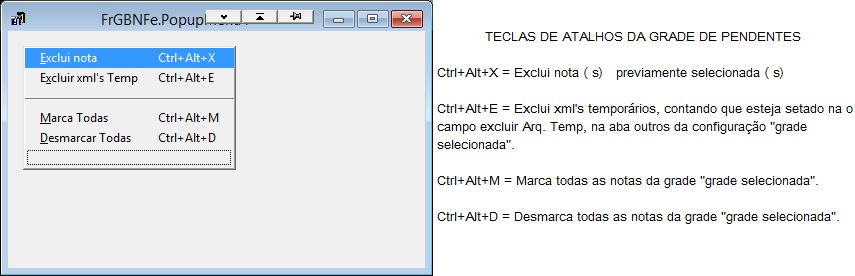 FrGBNFe.PopupMenu1
Exclui nota Ctrl+Alt+X
Excluir xml's Temp Ctrl+Alt+E
Marca Todas Ctrl+Alt+M
Desmarcar Todas Ctrl+Alt+D
TECLAS DE ATALHOS DA GRADE DE PENDENTES
Ctrl+Alt+X = Exclui nota ( s) previamente selecionada ( s)
Ctrl+Alt+E = Exclui xml's temporários, contando que esteja setado na o
campo excluir Arq. Temp, na aba outros da configuração "grade
selecionada".
Ctrl+Alt+M = Marca todas as notas da grade "grade selecionada".
Ctrl+Alt+D = Desmarca todas as notas da grade "grade selecionada".